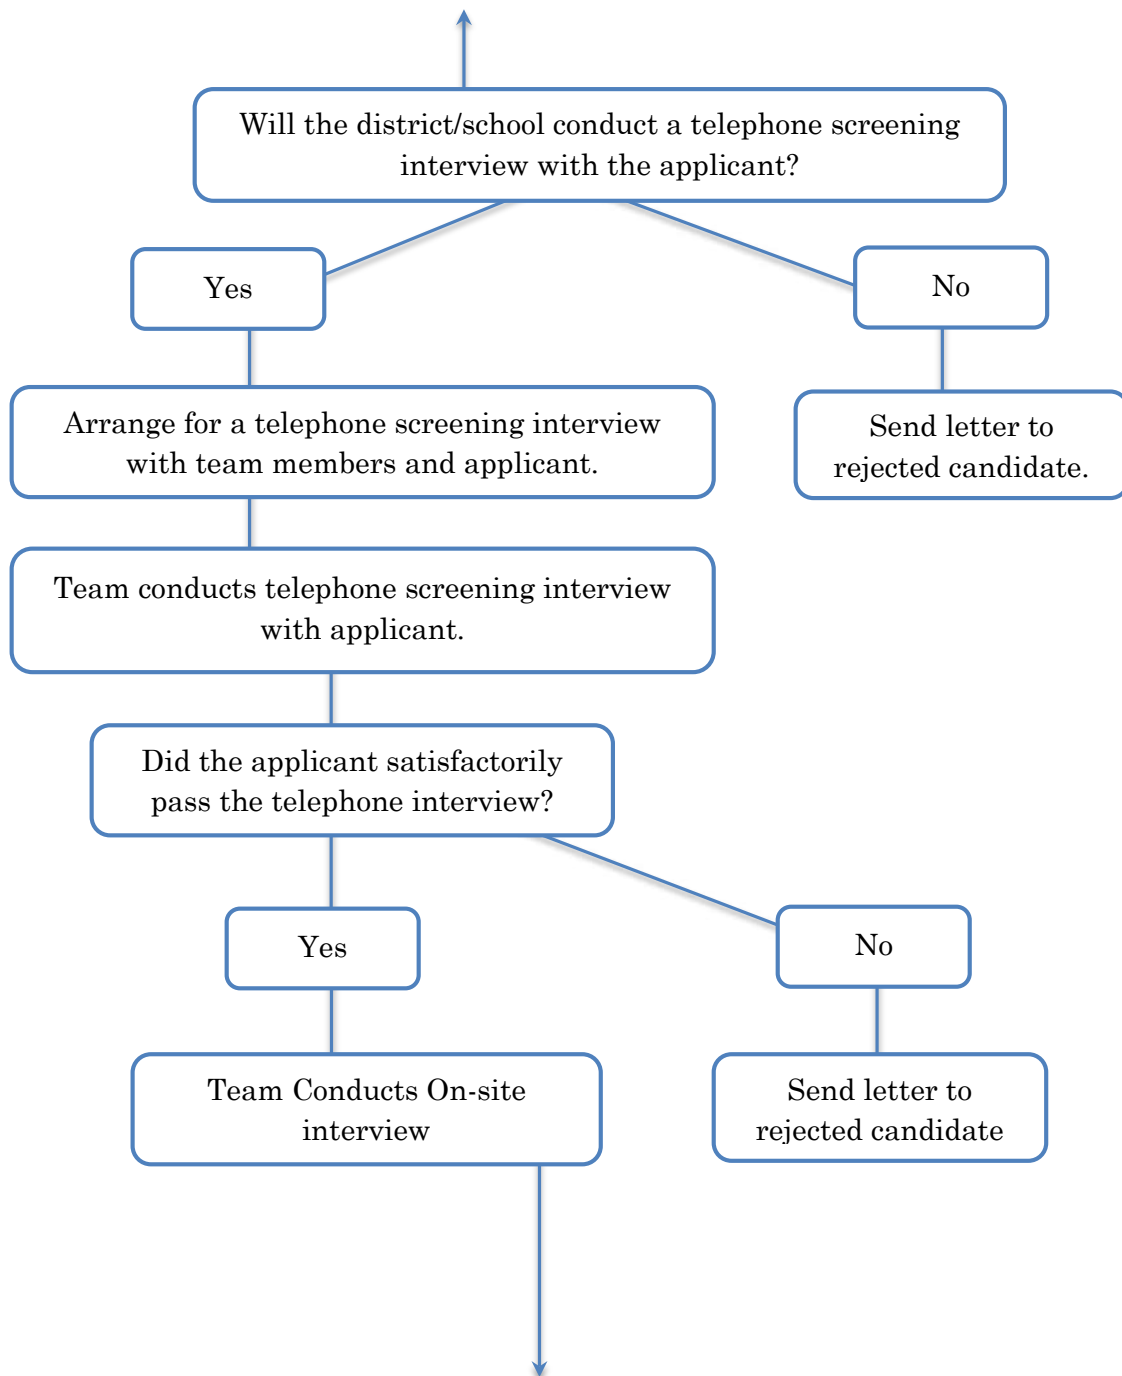 Will the district/school conduct a telephone screening
interview with the applicant?
Yes
No
Arrange for a telephone screening interview
with team members and applicant.
Send letter to
rejected candidate.
Team conducts telephone screening interview
with applicant.
Did the applicant satisfactorily
pass the telephone interview?
Yes
No
Team Conducts On-site
interview
Send letter to
rejected candidate